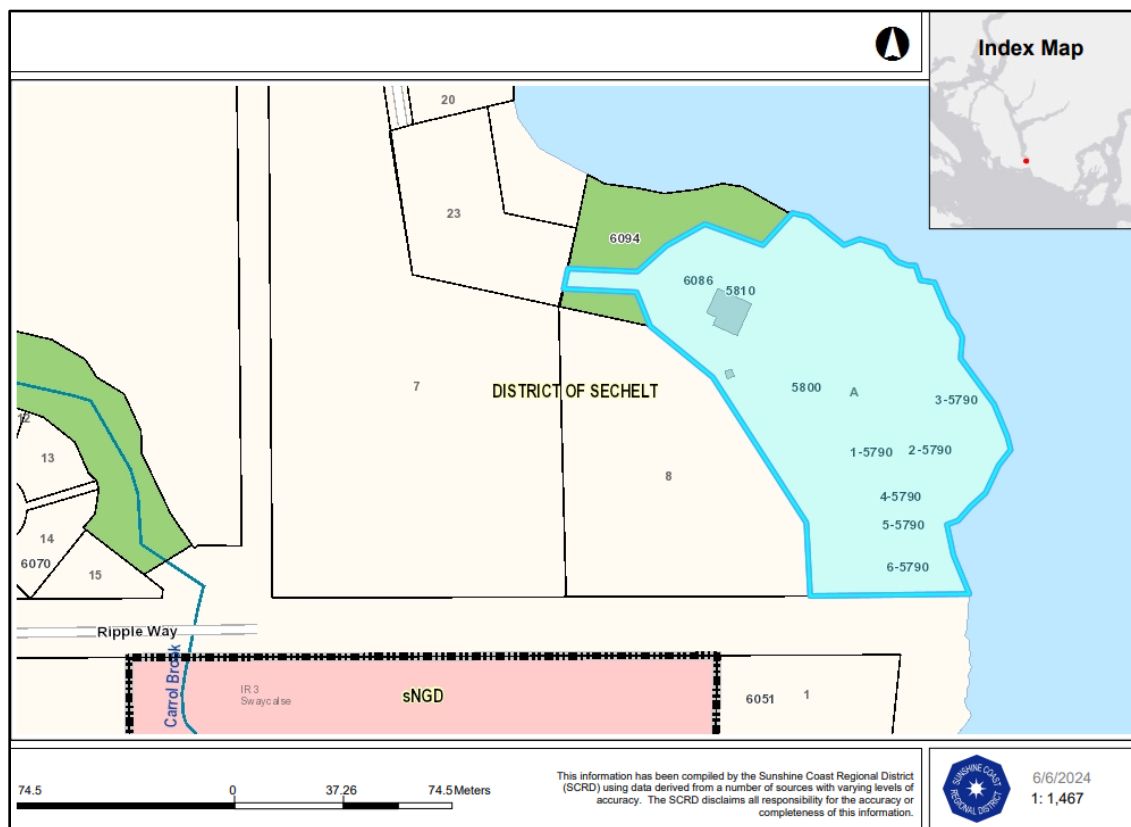 Index Map
20
23
6094
6086
5810
7
DISTRICT OF SECHELT
5800
A
3-5790
12
13
1-5790
2-5790
8
4-5790
14
5-5790
6070
15
6-5790
Ripple Way
Carrol Brook
IR 3
Swaycalse
sNGD
6051
1
74.5
0
37.26
74.5 Meters
This information has been compiled by the Sunshine Coast Regional District
(SCRD) using data derived from a number of sources with varying levels of
accuracy. The SCRD disclaims all responsibility for the accuracy or
completeness of this information.
SUNSHINE COAST
REGIONAL DISTRICT
6/6/2024
1: 1,467